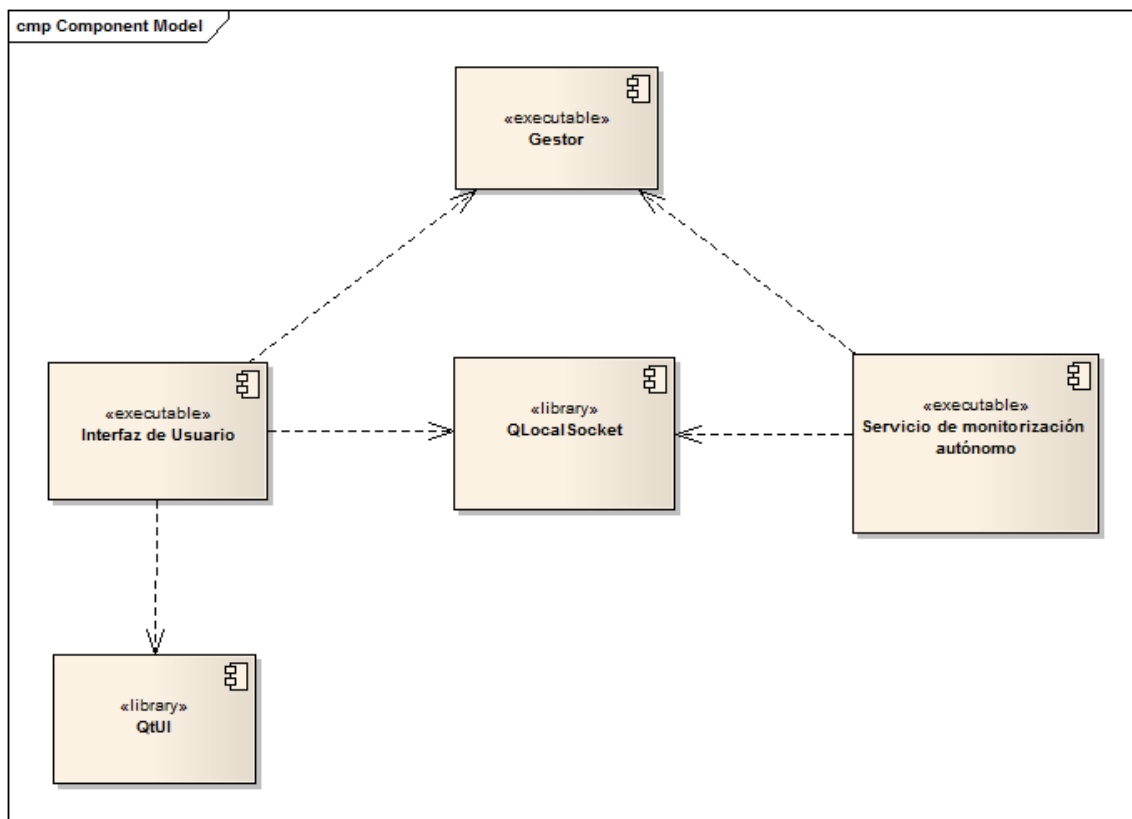 cmp Component Model
«executable»
Gestor
«executable»
Interfaz de Usuario
«library»
QLocalSocket
«executable»
Servicio de monitorización
autónomo
«library»
QtUI